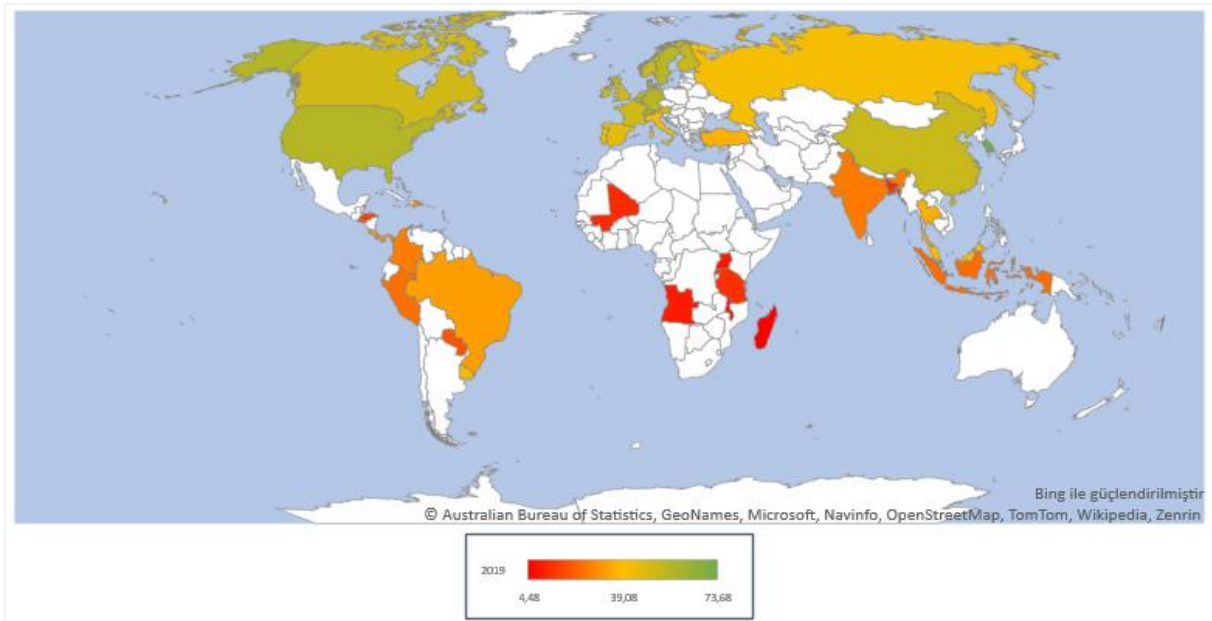 Bing ile güçlendirilmiştir
© Australian Bureau of Statistics, GeoNames, Microsoft, Navinfo, OpenStreetMap, TomTom, Wikipedia, Zenrin
2019
4,48 39,08 73,68